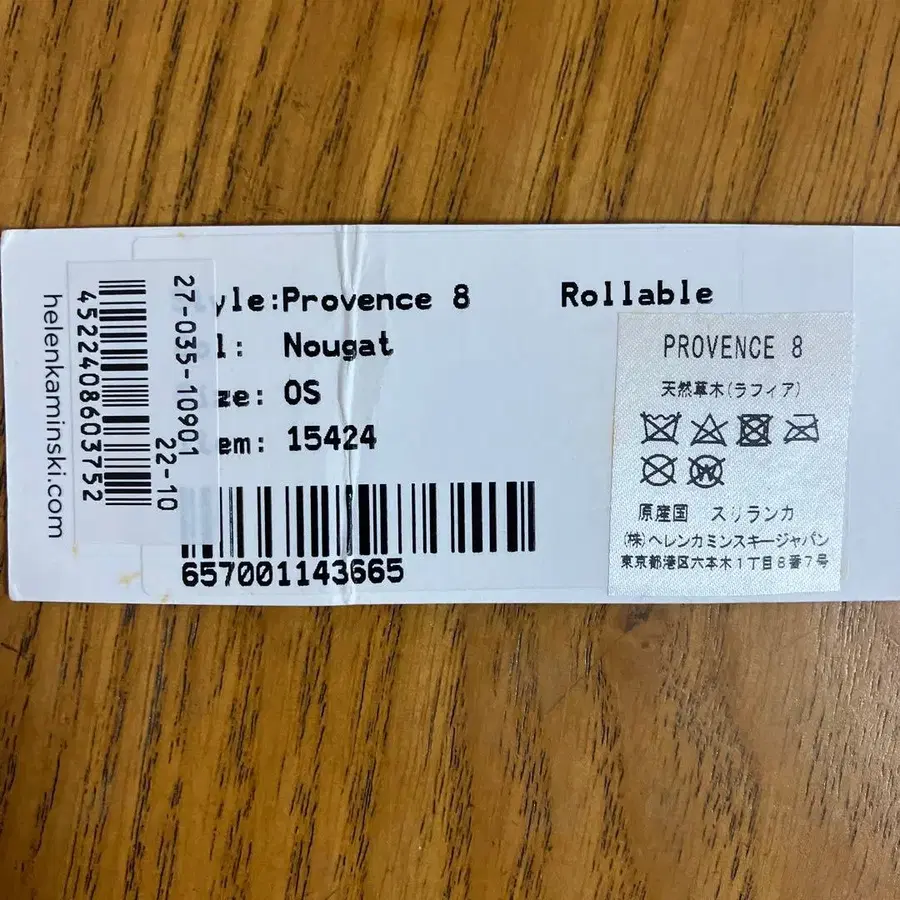 helenkaminski.com
4522408603752
27-035-10901
22-10
yle:Provence 8 Rollable
l: Nougat
ze: OS
em: 15424
657001143665
PROVENCE 8
天然草木(ラフィア)
原産国 スリランカ
(株)ヘレンカミンスキージャパン
東京都港区六本木1丁目8番7号